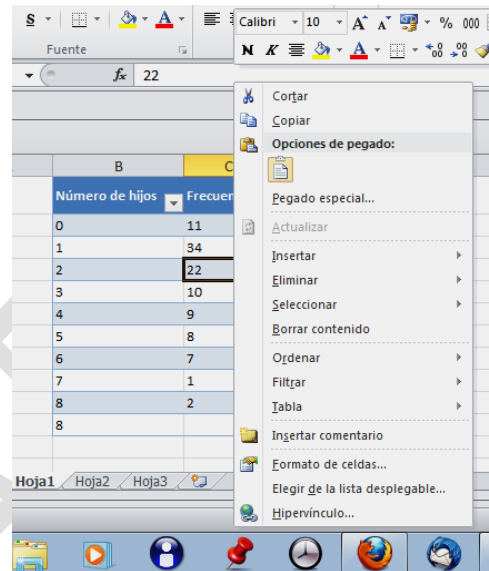 S A Calibri 10 A A % 000
Fuente N K A
fx 22
Cortar
Copiar
Opciones de pegado:
Pegado especial...
Actualizar
Insertar
Eliminar
Seleccionar
Borrar contenido
Ordenar
Filtrar
Tabla
Insertar comentario
Formato de celdas...
Elegir de la lista desplegable...
Hipervínculo...
B C
Número de hijos Frecuen
0 11
1 34
2 22
3 10
4 9
5 8
6 7
7 1
8 2
8
Hoja1 Hoja2 Hoja3